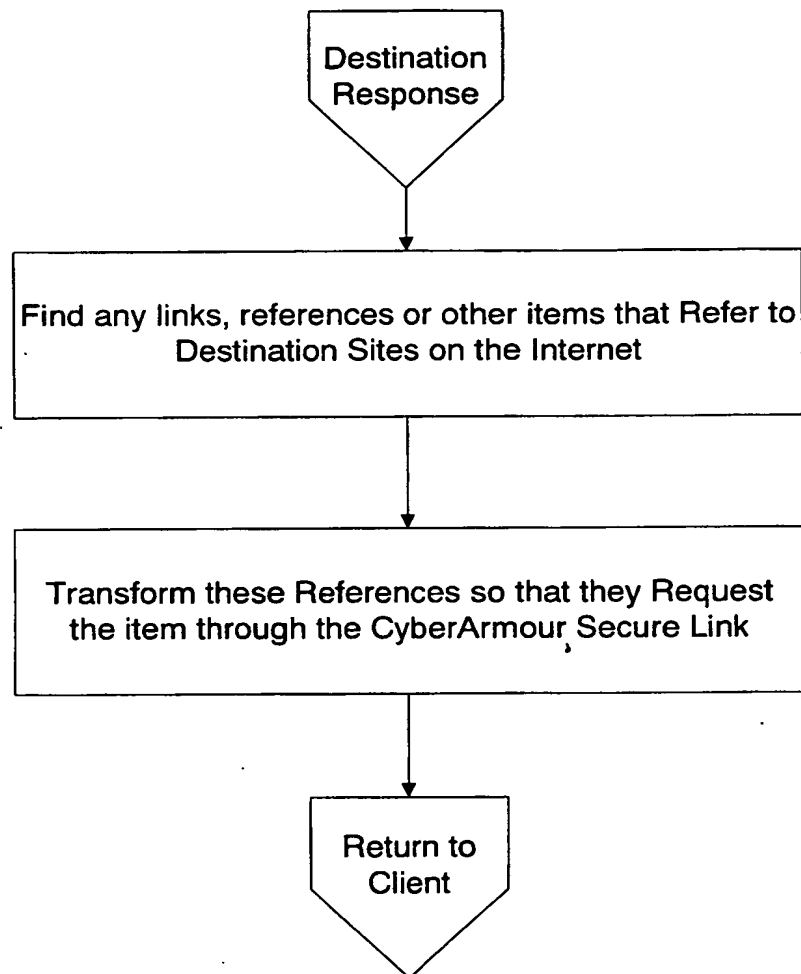 Destination
Response
Find any links, references or other items that Refer to
Destination Sites on the Internet
Transform these References so that they Request
the item through the CyberArmour Secure Link
Return to
Client